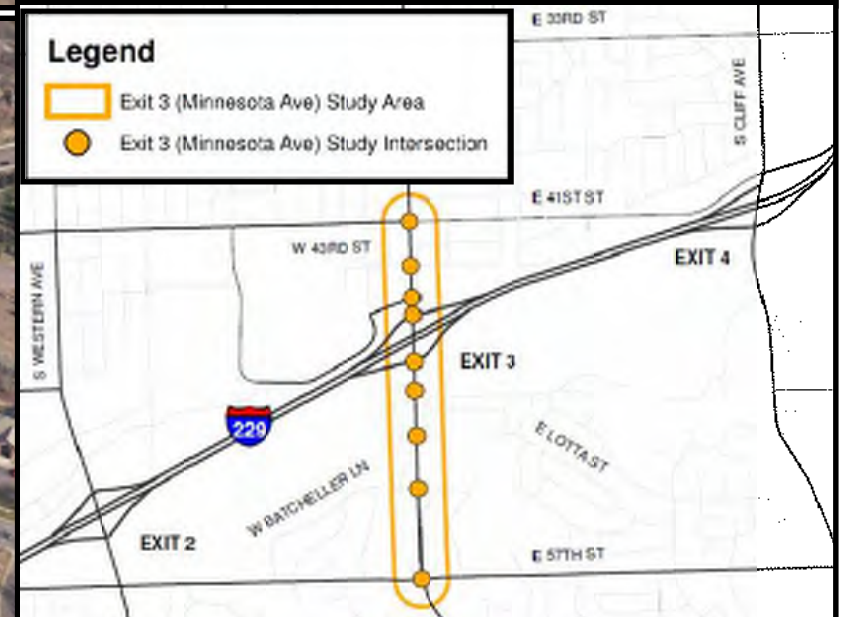 E 33RD ST
Legend
Exit 3 (Minnesota Ave) Study Area
Exit 3 (Minnesota Ave) Study Intersection
S CLIFF AVE
E 41ST ST
W 43RD ST
EXIT 4
S WESTERN AVE
EXIT 3
229
E LOTTA ST
W BATCHELLER LN
EXIT 2
E 57TH ST